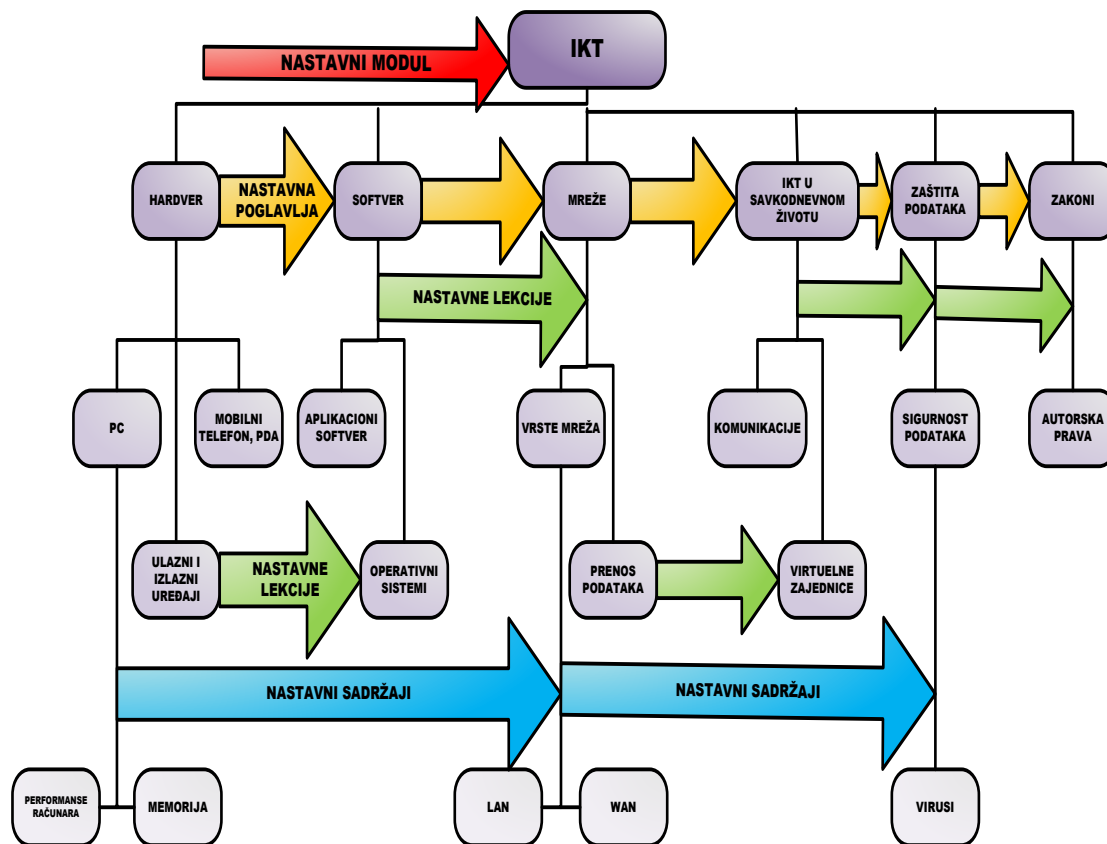 IKT
NASTAVNI MODUL
HARDVER
NASTAVNA
POGLAVLJA
SOFTVER
MREŽE
IKT U
SAVKODNEVNOM
ŽIVOTU
ZAŠTITA
PODATAKA
ZAKONI
NASTAVNE LEKCIJE
PC
MOBILNI
TELEFON, PDA
APLIKACIONI
SOFTVER
VRSTE MREŽA
KOMUNIKACIJE
SIGURNOST
PODATAKA
AUTORSKA
PRAVA
ULAZNI I
IZLAZNI
UREĐAJI
NASTAVNE
LEKCIJE
OPERATIVNI
SISTEMI
PRENOS
PODATAKA
VIRTUELNE
ZAJEDNICE
NASTAVNI SADRŽAJI
NASTAVNI SADRŽAJI
PERFORMANSE
RAČUNARA
MEMORIJA
LAN
WAN
VIRUSI